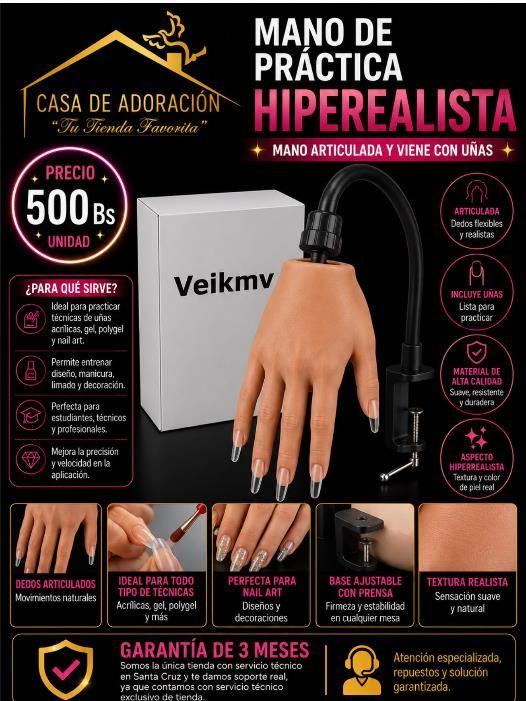 CASA DE ADORACIÓN
"Tu Tienda Favorita"
MANO DE
PRÁCTICA
HIPEREALISTA
MANO ARTICULADA Y VIENE CON UÑAS
PRECIO
500 Bs
UNIDAD
¿PARA QUÉ SIRVE?
Ideal para practicar
técnicas de uñas
acrílicas, gel, polygel
y nail art.
Permite entrenar
diseño, manicura,
limado y decoración.
Perfecta para
estudiantes, técnicos
y profesionales.
Mejora la precisión
y velocidad en la
aplicación.
Veikmv
ARTICULADA
Dedos flexibles
y realistas
INCLUYE UÑAS
Lista para
practicar
MATERIAL DE
ALTA CALIDAD
Suave, resistente
y duradera
ASPECTO
HIPERREALISTA
Textura y color
de piel real
DEDOS ARTICULADOS
Movimientos naturales
IDEAL PARA TODO
TIPO DE TÉCNICAS
Acrílicas, gel, polygel
y más
PERFECTA PARA
NAIL ART
Diseños y
decoraciones
BASE AJUSTABLE
CON PRENSA
Firmeza y estabilidad
en cualquier mesa
TEXTURA REALISTA
Sensación suave
y natural
GARANTÍA DE 3 MESES
Somos la única tienda con servicio técnico
en Santa Cruz y te damos soporte real,
ya que contamos con servicio técnico
exclusivo de tienda.
Atención especializada,
repuestos y solución
garantizada.